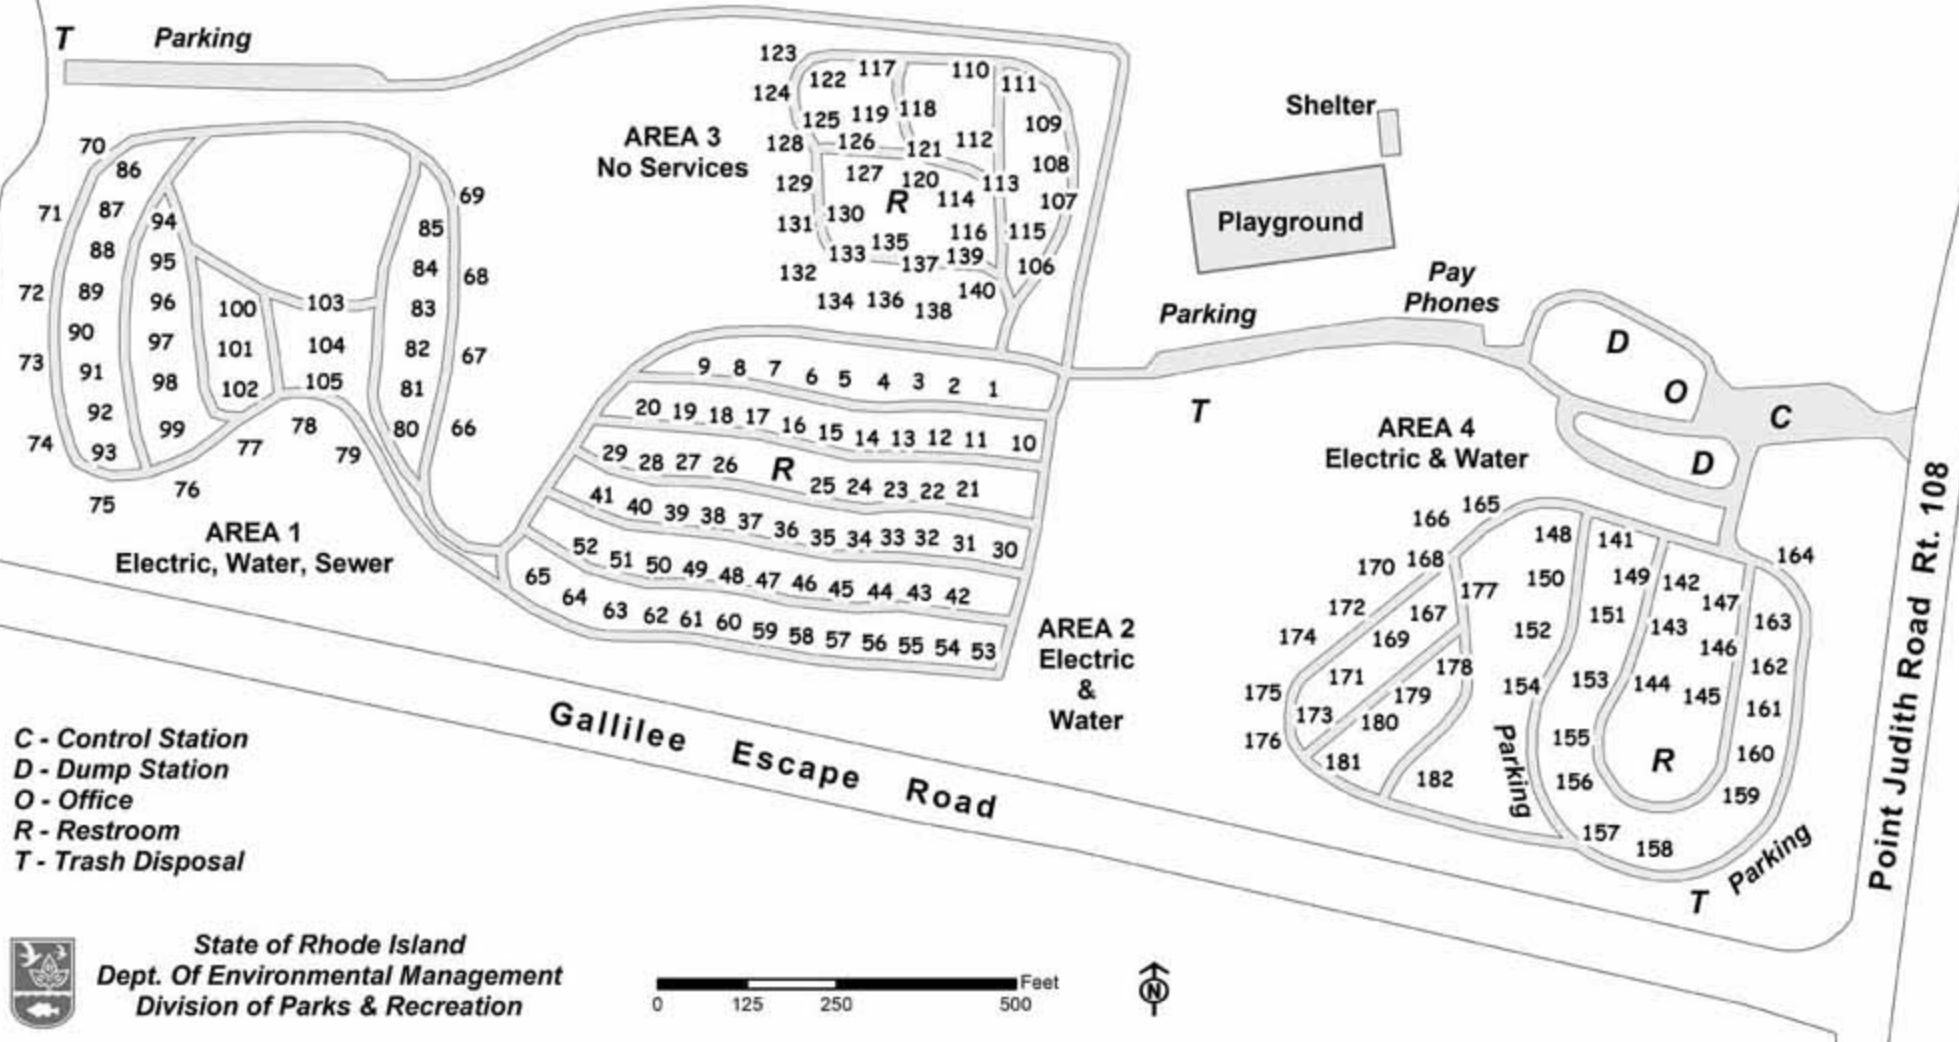 T Parking
AREA 3
No Services
123 122 117 110 111
124 125 119 118 109
128 126 121 112 108
129 127 120 113 107
R 114
131 130 116 115
133 135 137 139 106
132 134 136 138 140
Shelter
Playground
Pay
Phones
Parking
T
D
O
C
D
70 86 69
71 87 94 85
88 95 84 68
72 89 96 100 103 83
90 97 101 104 82 67
73 91 98 102 105 81
92 99 78 80 66
74 93 77 79
75 76
AREA 1
Electric, Water, Sewer
9 8 7 6 5 4 3 2 1
20 19 18 17 16 15 14 13 12 11 10
29 28 27 26 R 25 24 23 22 21
41 40 39 38 37 36 35 34 33 32 31 30
52 51 50 49 48 47 46 45 44 43 42
65 64 63 62 61 60 59 58 57 56 55 54 53
AREA 2
Electric
&
Water
AREA 4
Electric & Water
166 165 148 141 164
170 168 177 150 149 142 147 163
172 167 152 151 143 146 162
174 169 178 154 153 144 145 161
175 171 179 155 160
173 180 156 R 159
176 181 182 157 158
Parking
Parking
T
Point Judith Road Rt. 108
Gallilee Escape Road
C - Control Station
D - Dump Station
O - Office
R - Restroom
T - Trash Disposal
State of Rhode Island
Dept. Of Environmental Management
Division of Parks & Recreation
Feet
0 125 250 500
N